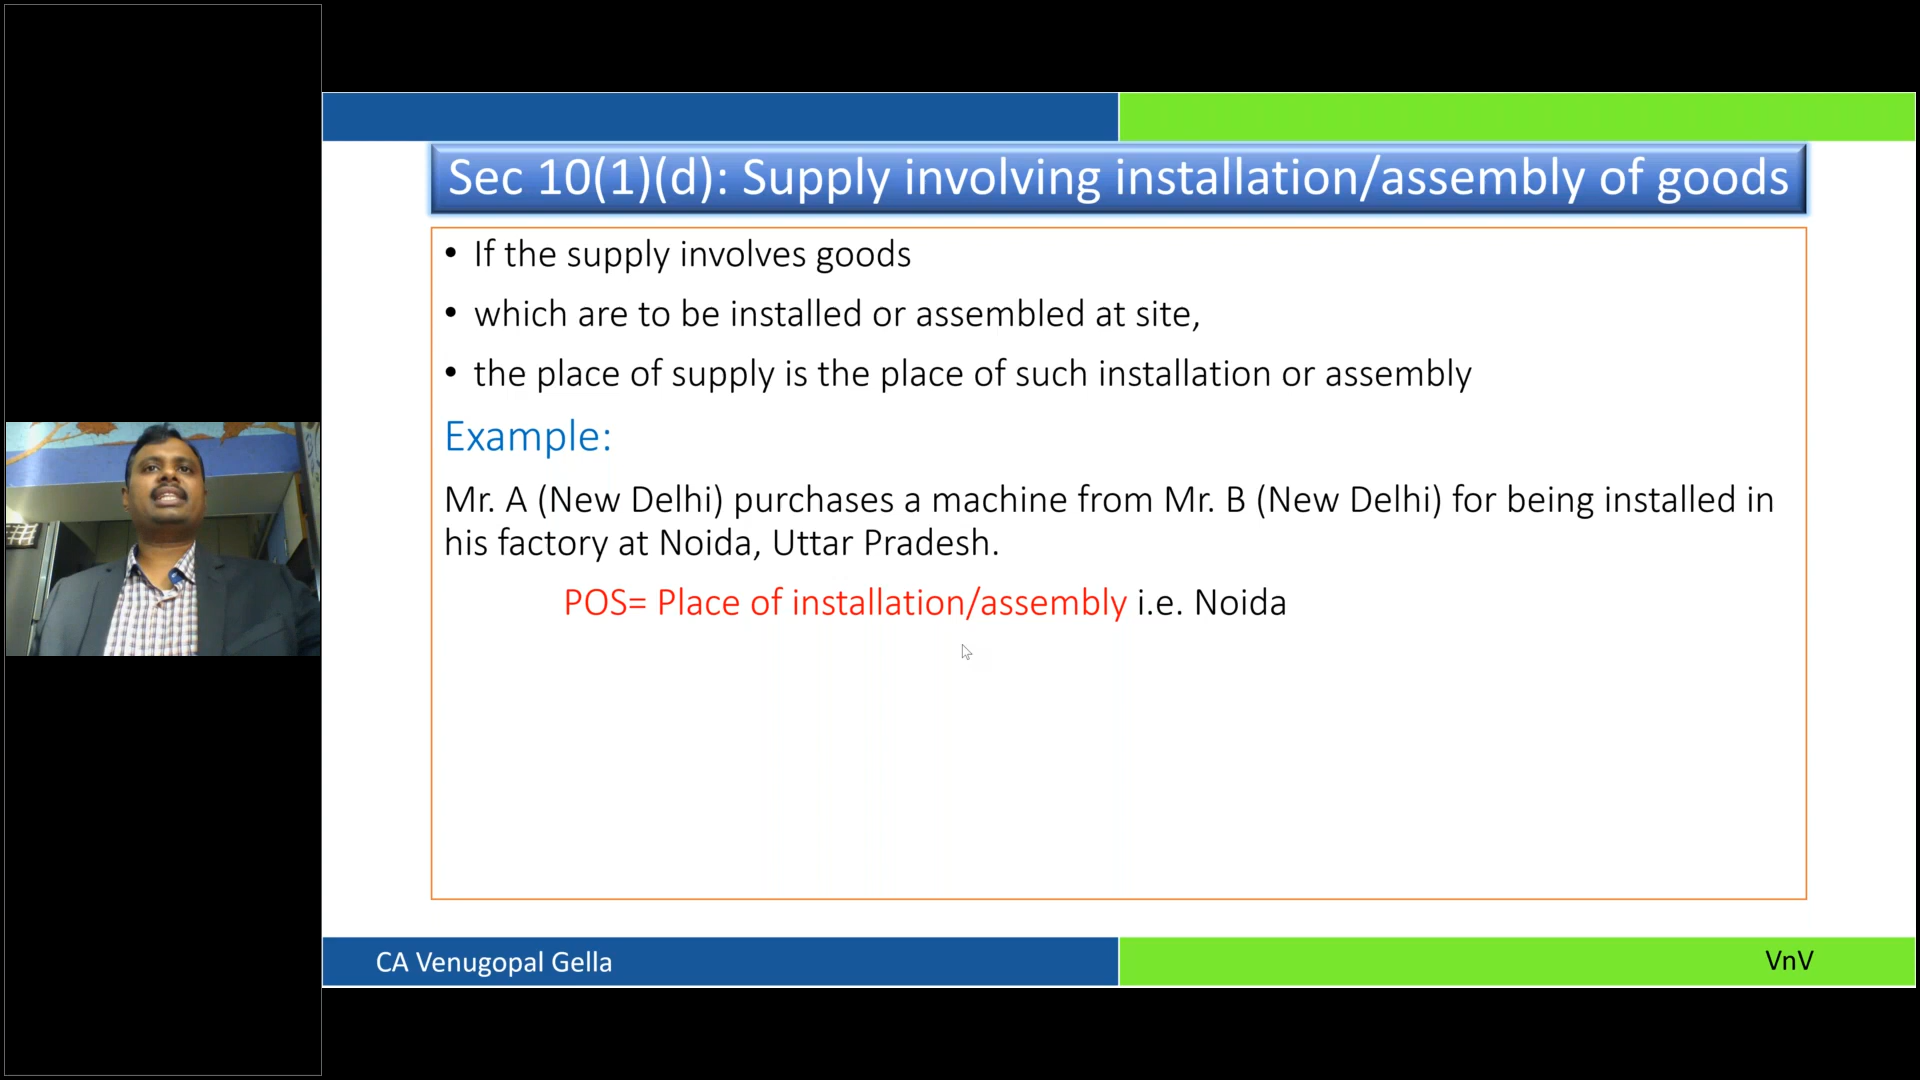 Sec 10(1)(d): Supply involving installation/assembly of goods
• If the supply involves goods
• which are to be installed or assembled at site,
• the place of supply is the place of such installation or assembly
Example:
Mr. A (New Delhi) purchases a machine from Mr. B (New Delhi) for being installed in
his factory at Noida, Uttar Pradesh.
POS= Place of installation/assembly i.e. Noida
CA Venugopal Gella
VnV